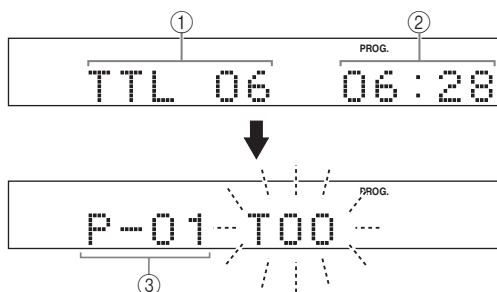 ① ②
PROG.
TTL 06 06:28
PROG.
P-01 T00
③